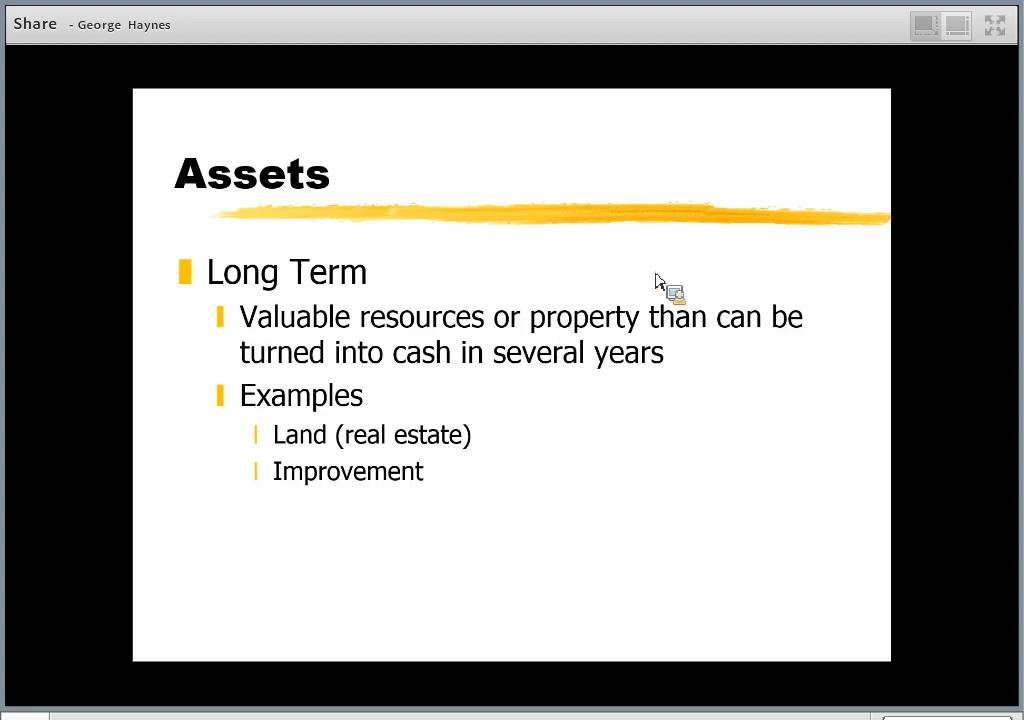 Share - George Haynes
Assets
Long Term
Valuable resources or property than can be
turned into cash in several years
Examples
Land (real estate)
Improvement